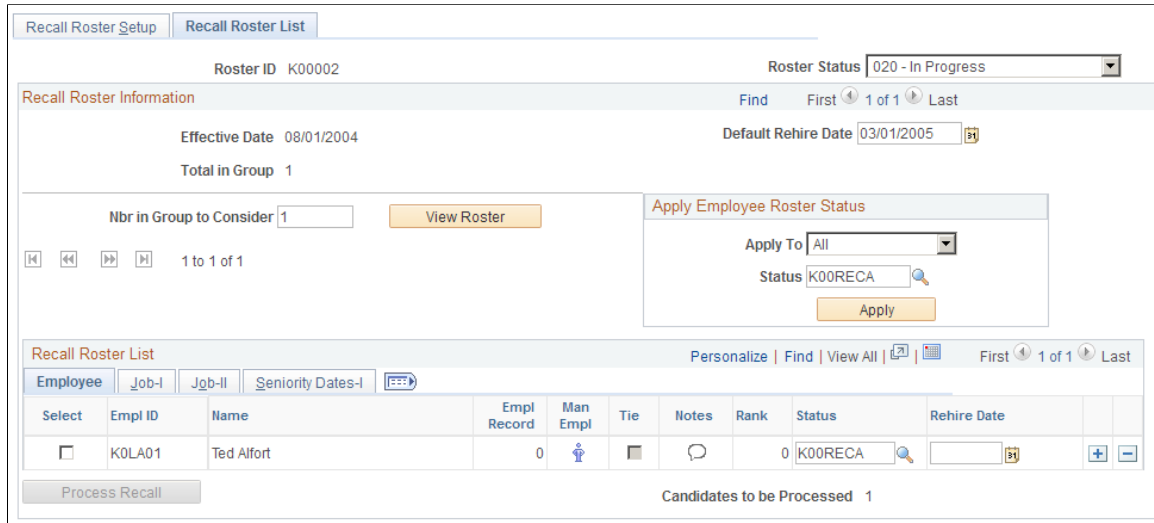 Recall Roster Setup Recall Roster List
Roster ID K00002 Roster Status 020 - In Progress
Recall Roster Information Find First 1 of 1 Last
Effective Date 08/01/2004 Default Rehire Date 03/01/2005
Total in Group 1
Nbr in Group to Consider 1 View Roster Apply Employee Roster Status
Apply To All
1 to 1 of 1
Status K00RECA
Apply
Recall Roster List Personalize | Find | View All | | First 1 of 1 Last
Employee Job-I Job-II Seniority Dates-I
Select Empl ID Name Empl Record Man Empl Tie Notes Rank Status Rehire Date
K0LA01 Ted Alfort 0 0 K00RECA
Process Recall Candidates to be Processed 1